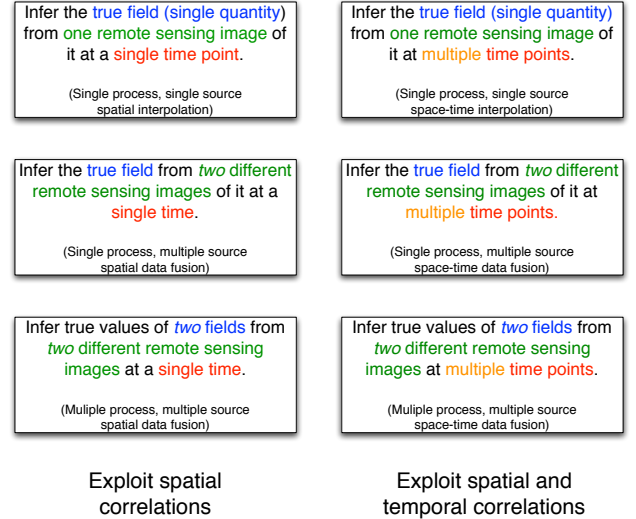 Infer the true field (single quantity)
from one remote sensing image of
it at a single time point.
(Single process, single source
spatial interpolation)
Infer the true field (single quantity)
from one remote sensing image of
it at multiple time points.
(Single process, single source
space-time interpolation)
Infer the true field from two different
remote sensing images of it at a
single time.
(Single process, multiple source
spatial data fusion)
Infer the true field from two different
remote sensing images of it at
multiple time points.
(Single process, multiple source
space-time data fusion)
Infer true values of two fields from
two different remote sensing
images at a single time.
(Muliple process, multiple source
spatial data fusion)
Infer true values of two fields from
two different remote sensing
images at multiple time points.
(Muliple process, multiple source
space-time data fusion)
Exploit spatial
correlations
Exploit spatial and
temporal correlations